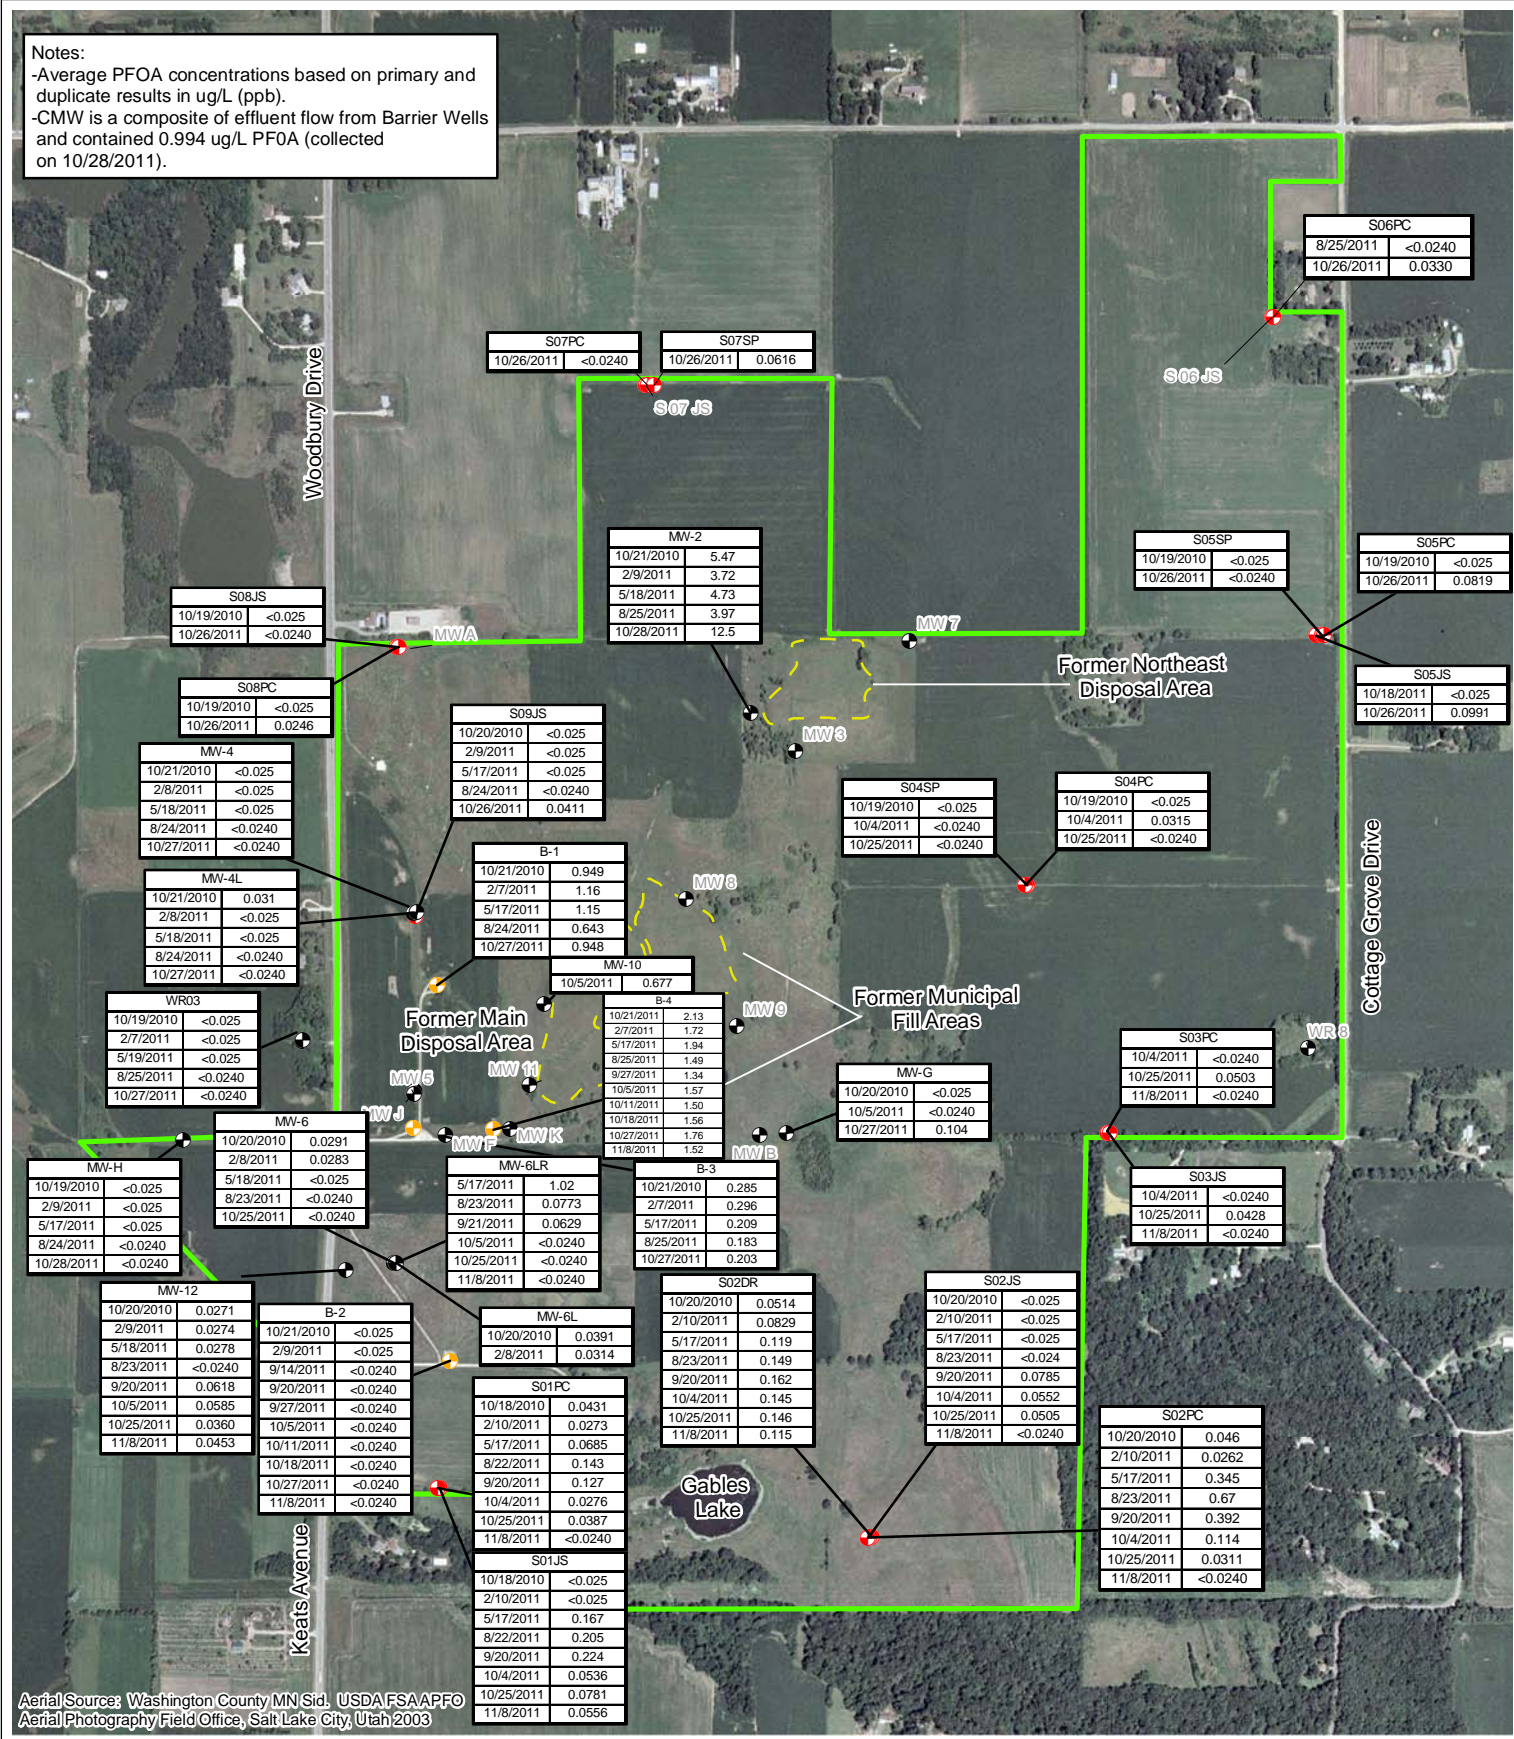 Notes:
-Average PFOA concentrations based on primary and
duplicate results in ug/L (ppb).
-CMW is a composite of effluent flow from Barrier Wells
and contained 0.994 ug/L PF0A (collected
on 10/28/2011).
S06PC
8/25/2011 <0.0240
10/26/2011 0.0330
S 06 JS
S07PC
10/26/2011 <0.0240
S07SP
10/26/2011 0.0616
S 07 JS
Woodbury Drive
MW-2
10/21/2010 5.47
2/9/2011 3.72
5/18/2011 4.73
8/25/2011 3.97
10/28/2011 12.5
S05SP
10/19/2010 <0.025
10/26/2011 <0.0240
S05PC
10/19/2010 <0.025
10/26/2011 0.0819
S08JS
10/19/2010 <0.025
10/26/2011 <0.0240
MW A
MW 7
Former Northeast
Disposal Area
S05JS
10/18/2011 <0.025
10/26/2011 0.0991
S08PC
10/19/2010 <0.025
10/26/2011 0.0246
S09JS
10/20/2010 <0.025
2/9/2011 <0.025
5/17/2011 <0.025
8/24/2011 <0.0240
10/26/2011 0.0411
MW 3
MW-4
10/21/2010 <0.025
2/8/2011 <0.025
5/18/2011 <0.025
8/24/2011 <0.0240
10/27/2011 <0.0240
S04SP
10/19/2010 <0.025
10/4/2011 <0.0240
10/25/2011 <0.0240
S04PC
10/19/2010 <0.025
10/4/2011 0.0315
10/25/2011 <0.0240
Cottage Grove Drive
B-1
10/21/2010 0.949
2/7/2011 1.16
5/17/2011 1.15
8/24/2011 0.643
10/27/2011 0.948
MW-4L
10/21/2010 0.031
2/8/2011 <0.025
5/18/2011 <0.025
8/24/2011 <0.0240
10/27/2011 <0.0240
MW 8
MW-10
10/5/2011 0.677
WR03
10/19/2010 <0.025
2/7/2011 <0.025
5/19/2011 <0.025
8/25/2011 <0.0240
10/27/2011 <0.0240
Former Main
Disposal Area
B-4
10/21/2011 2.13
2/7/2011 1.72
5/17/2011 1.94
8/25/2011 1.49
9/27/2011 1.34
10/5/2011 1.57
10/11/2011 1.50
10/18/2011 1.56
10/27/2011 1.76
11/8/2011 1.52
MW 9
Former Municipal
Fill Areas
WR 8
S03PC
10/4/2011 <0.0240
10/25/2011 0.0503
11/8/2011 <0.0240
MW 5
MW 11
MW-G
10/20/2010 <0.025
10/5/2011 <0.0240
10/27/2011 0.104
MW J
MW F
MW K
MW B
MW-6
10/20/2010 0.0291
2/8/2011 0.0283
5/18/2011 <0.025
8/23/2011 <0.0240
10/25/2011 <0.0240
MW-H
10/19/2010 <0.025
2/9/2011 <0.025
5/17/2011 <0.025
8/24/2011 <0.0240
10/28/2011 <0.0240
MW-6LR
5/17/2011 1.02
8/23/2011 0.0773
9/21/2011 0.0629
10/5/2011 <0.0240
10/25/2011 <0.0240
11/8/2011 <0.0240
B-3
10/21/2010 0.285
2/7/2011 0.296
5/17/2011 0.209
8/25/2011 0.183
10/27/2011 0.203
S03JS
10/4/2011 <0.0240
10/25/2011 0.0428
11/8/2011 <0.0240
MW-12
10/20/2010 0.0271
2/9/2011 0.0274
5/18/2011 0.0278
8/23/2011 <0.0240
9/20/2011 0.0618
10/5/2011 0.0585
10/25/2011 0.0360
11/8/2011 0.0453
B-2
10/21/2010 <0.025
2/9/2011 <0.025
9/14/2011 <0.0240
9/20/2011 <0.0240
9/27/2011 <0.0240
10/5/2011 <0.0240
10/11/2011 <0.0240
10/18/2011 <0.0240
10/27/2011 <0.0240
11/8/2011 <0.0240
MW-6L
10/20/2010 0.0391
2/8/2011 0.0314
S02DR
10/20/2010 0.0514
2/10/2011 0.0829
5/17/2011 0.119
8/23/2011 0.149
9/20/2011 0.162
10/4/2011 0.145
10/25/2011 0.146
11/8/2011 0.115
S02JS
10/20/2010 <0.025
2/10/2011 <0.025
5/17/2011 <0.025
8/23/2011 <0.024
9/20/2011 0.0785
10/4/2011 0.0552
10/25/2011 0.0505
11/8/2011 <0.0240
S01PC
10/18/2010 0.0431
2/10/2011 0.0273
5/17/2011 0.0685
8/22/2011 0.143
9/20/2011 0.127
10/4/2011 0.0276
10/25/2011 0.0387
11/8/2011 <0.0240
S02PC
10/20/2010 0.046
2/10/2011 0.0262
5/17/2011 0.345
8/23/2011 0.67
9/20/2011 0.392
10/4/2011 0.114
10/25/2011 0.0311
11/8/2011 <0.0240
Gables
Lake
Keats Avenue
S01JS
10/18/2010 <0.025
2/10/2011 <0.025
5/17/2011 0.167
8/22/2011 0.205
9/20/2011 0.224
10/4/2011 0.0536
10/25/2011 0.0781
11/8/2011 0.0556
Aerial Source: Washington County MN Sid. USDA FSA APFO
Aerial Photography Field Office, Salt Lake City, Utah 2003